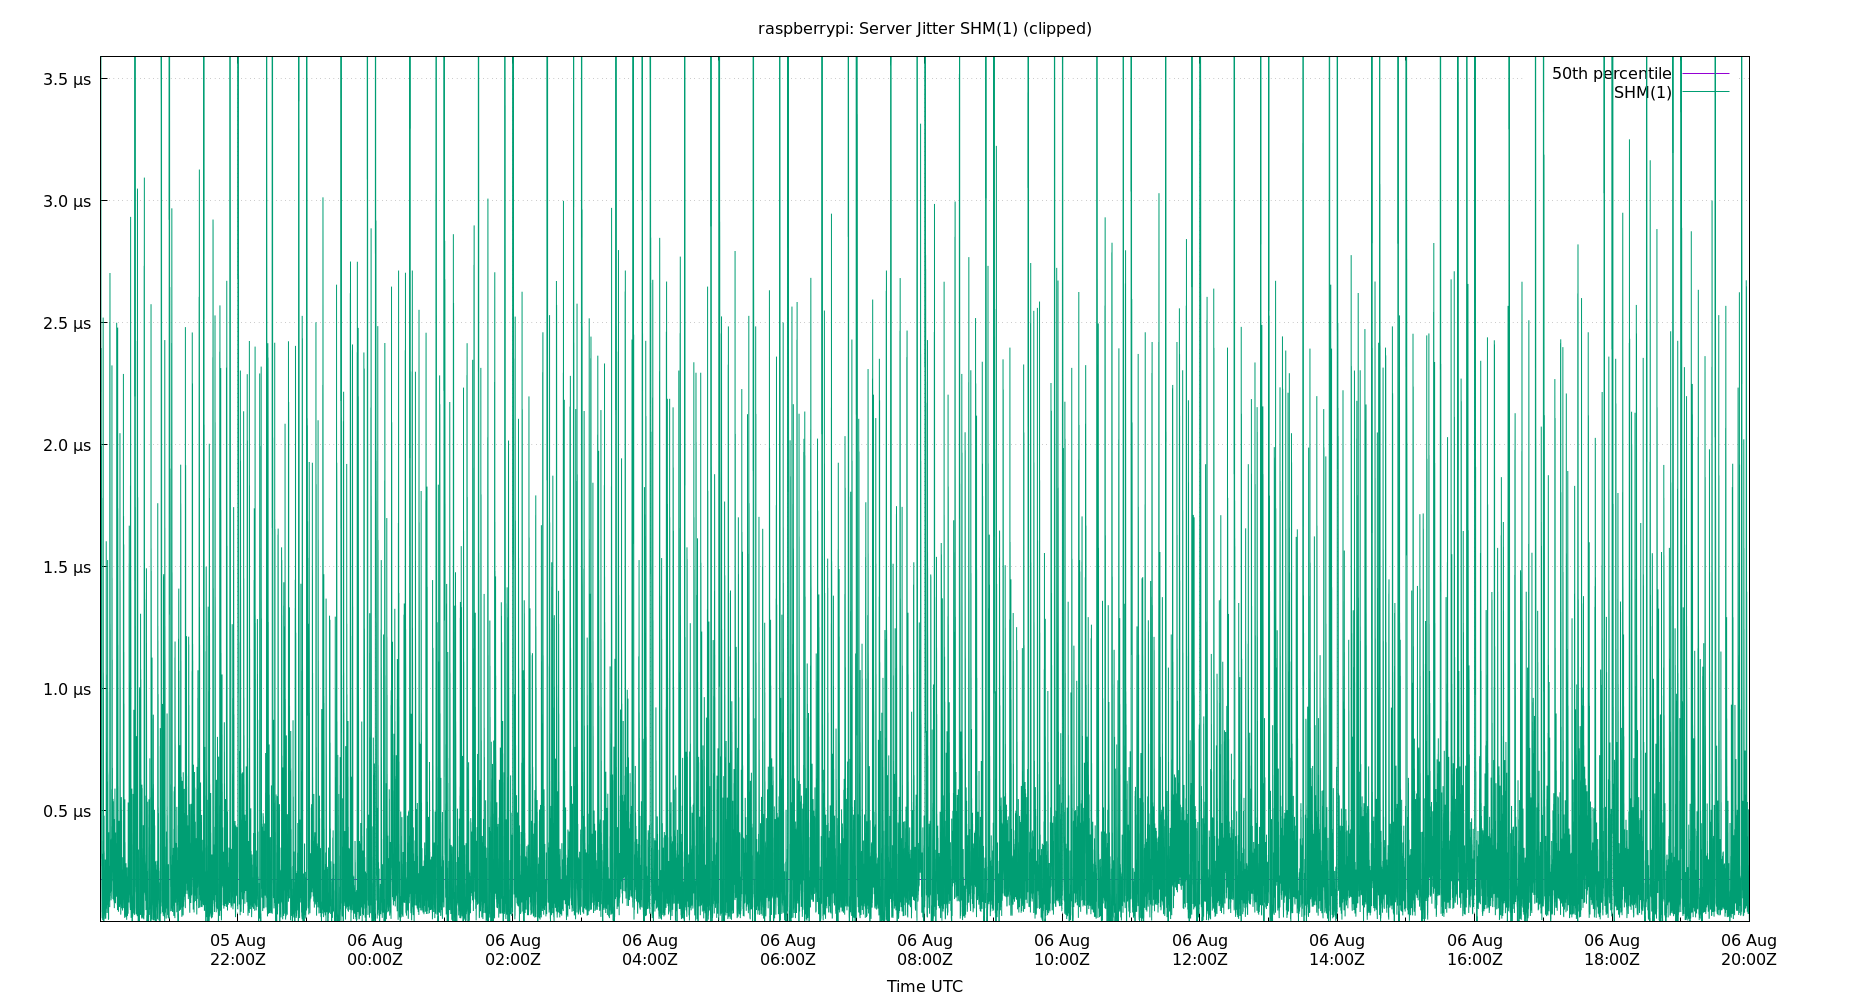 raspberrypi: Server Jitter SHM(1) (clipped)
50th percentile
SHM(1)
3.5 µs
3.0 µs
2.5 µs
2.0 µs
1.5 µs
1.0 µs
0.5 µs
05 Aug 06 Aug 06 Aug 06 Aug 06 Aug 06 Aug 06 Aug 06 Aug 06 Aug 06 Aug 06 Aug 06 Aug
22:00Z 00:00Z 02:00Z 04:00Z 06:00Z 08:00Z 10:00Z 12:00Z 14:00Z 16:00Z 18:00Z 20:00Z
Time UTC